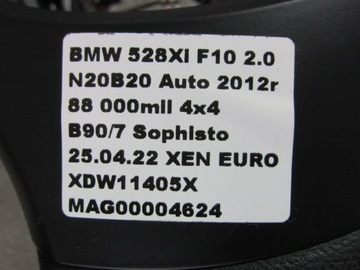 BMW 528Xi F10 2.0
N20B20 Auto 2012r
88 000mil 4x4
B90/7 Sophisto
25.04.22 XEN EURO
XDW11405X
MAG00004624